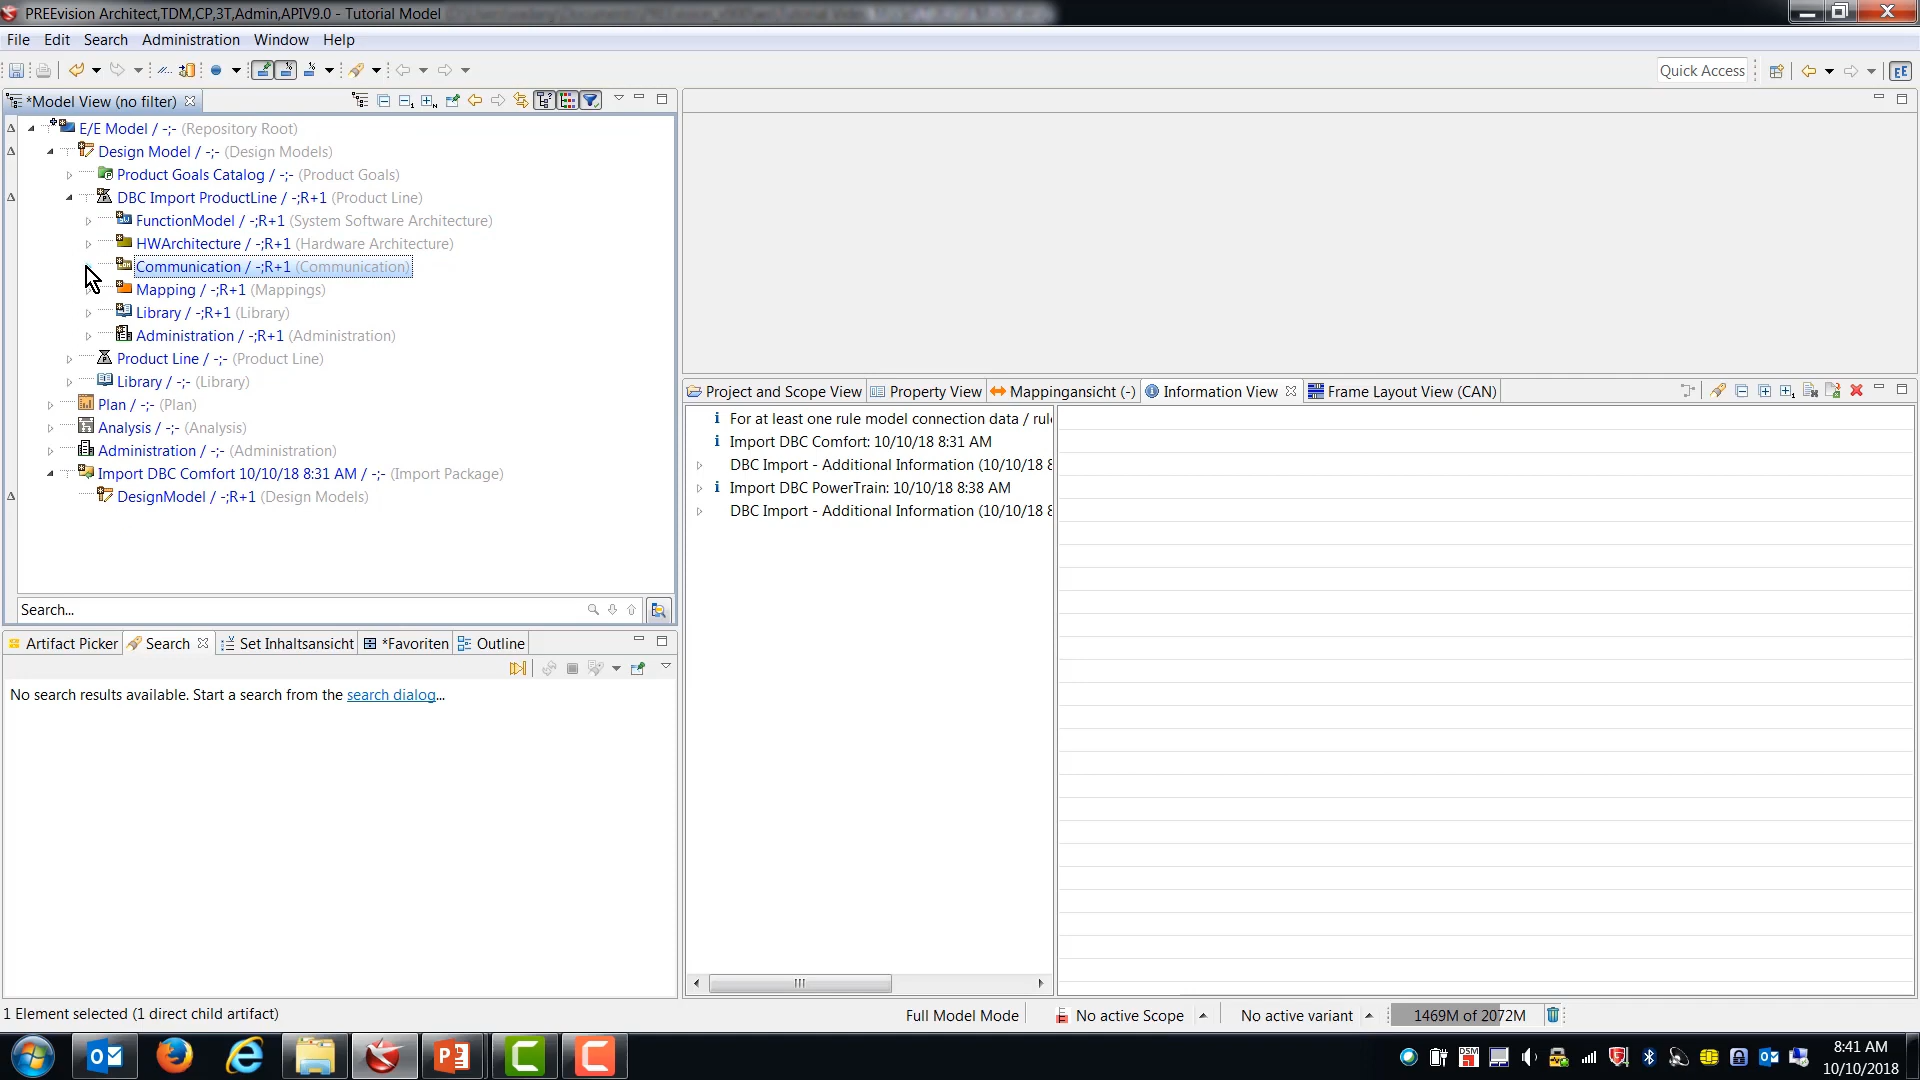 PREEvision Architect,TDM,CP,3T,Admin,APIV9.0 - Tutorial Model
File Edit Search Administration Window Help
Quick Access
EE
*Model View (no filter)
E/E Model / -;- (Repository Root)
Design Model / -;- (Design Models)
Product Goals Catalog / -;- (Product Goals)
DBC Import ProductLine / -;R+1 (Product Line)
FunctionModel / -;R+1 (System Software Architecture)
HWArchitecture / -;R+1 (Hardware Architecture)
Communication / -;R+1 (Communication)
Mapping / -;R+1 (Mappings)
Library / -;R+1 (Library)
Administration / -;R+1 (Administration)
Product Line / -;- (Product Line)
Library / -;- (Library)
Plan / -;- (Plan)
Analysis / -;- (Analysis)
Administration / -;- (Administration)
Import DBC Comfort 10/10/18 8:31 AM / -;- (Import Package)
DesignModel / -;R+1 (Design Models)
Search...
Artifact Picker Search Set Inhaltsansicht *Favoriten Outline
No search results available. Start a search from the search dialog...
Project and Scope View Property View Mappingansicht (-) Information View Frame Layout View (CAN)
For at least one rule model connection data / rule
Import DBC Comfort: 10/10/18 8:31 AM
DBC Import - Additional Information (10/10/18 8
Import DBC PowerTrain: 10/10/18 8:38 AM
DBC Import - Additional Information (10/10/18 8
1 Element selected (1 direct child artifact)
Full Model Mode No active Scope No active variant 1469M of 2072M
8:41 AM
10/10/2018